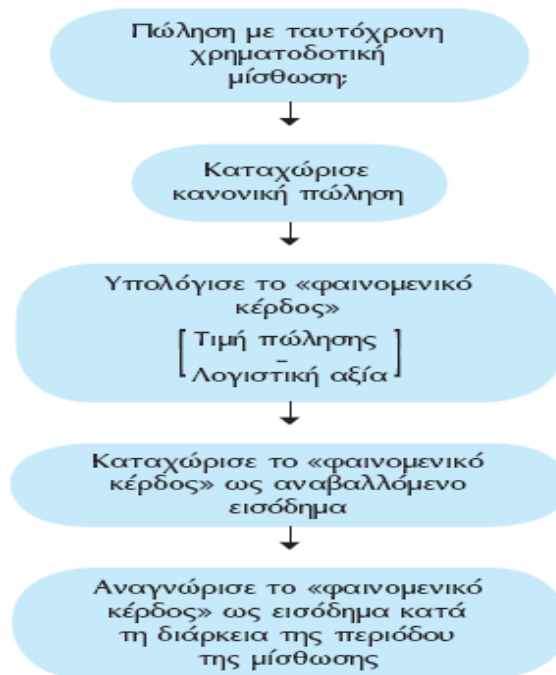 Πώληση με ταυτόχρονη
χρηματοδοτική
μίσθωση;
Καταχώρισε
κανονική πώληση
Υπολόγισε το «φαινομενικό
κέρδος»
[Τιμή πώλησης
–
Λογιστική αξία]
Καταχώρισε το «φαινομενικό
κέρδος» ως αναβαλλόμενο
εισόδημα
Αναγνώρισε το «φαινομενικό
κέρδος» ως εισόδημα κατά
τη διάρκεια της περιόδου
της μίσθωσης